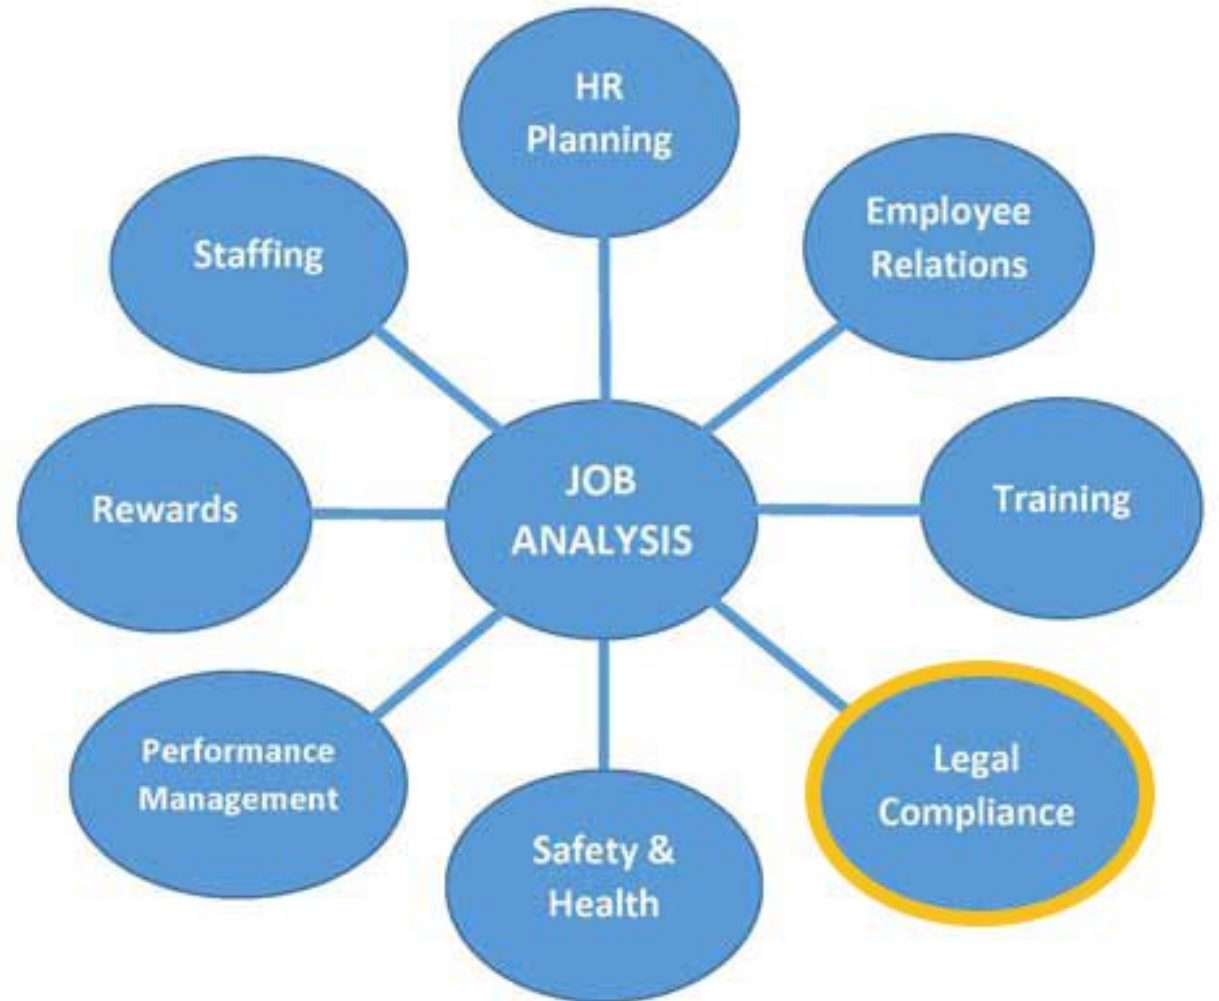 HR
Planning
Employee
Relations
Staffing
Training
Rewards
JOB
ANALYSIS
Performance
Management
Legal
Compliance
Safety &
Health